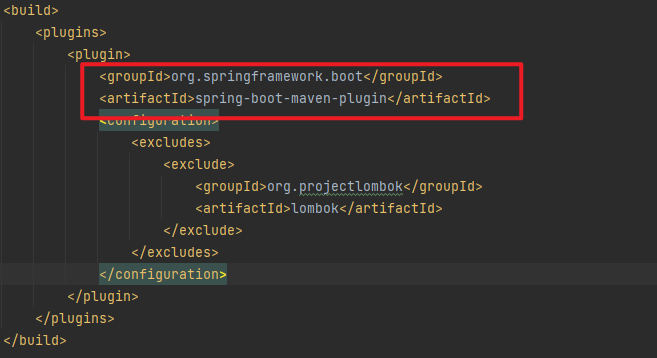 <build>
<plugins>
<plugin>
<groupId>org.springframework.boot</groupId>
<artifactId>spring-boot-maven-plugin</artifactId>
<configuration>
<excludes>
<exclude>
<groupId>org.projectlombok</groupId>
<artifactId>lombok</artifactId>
</exclude>
</excludes>
</configuration>
</plugin>
</plugins>
</build>